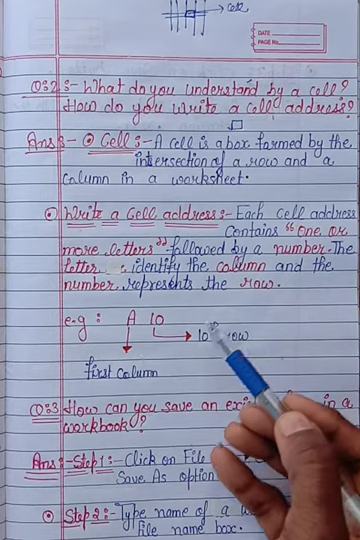 cell
DATE
PAGE No.
Q:2:- What do you understand by a cell?
How do you write a cell address?
Ans:- ⊙ Cell:- A cell is a box formed by the
intersection of a row and a
column in a worksheet.
⊙ Write a cell address:- Each cell address
contains "one or
more letters" followed by a number. The
letter identify the column and the
number represents the row.
e.g : A 10
10 row
first column
Q:3 How can you save an in a
workbook?
Ans:- Step1:- Click on File
Save As option
⊙ Step2:- Type name of a
file name box.